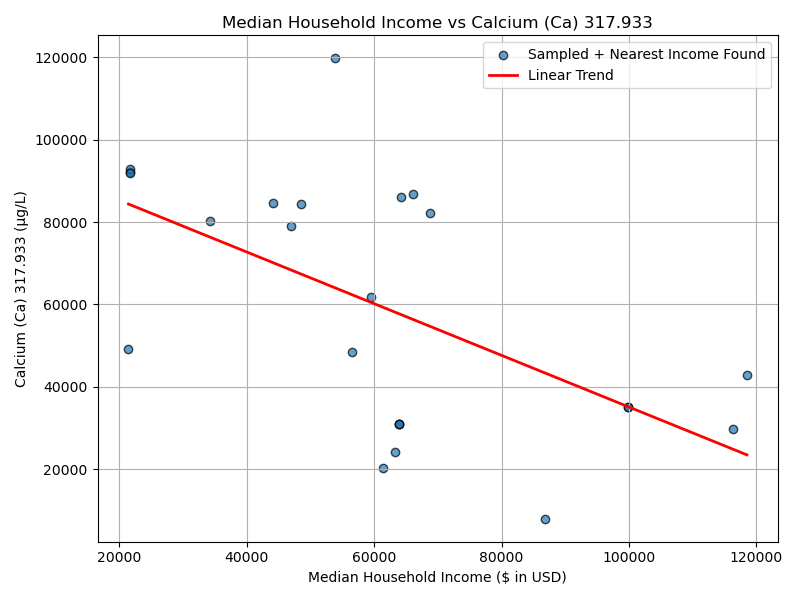 Median Household Income vs Calcium (Ca) 317.933
Sampled + Nearest Income Found
Linear Trend
Calcium (Ca) 317.933 (µg/L)
120000
100000
80000
60000
40000
20000
20000 40000 60000 80000 100000 120000
Median Household Income ($ in USD)